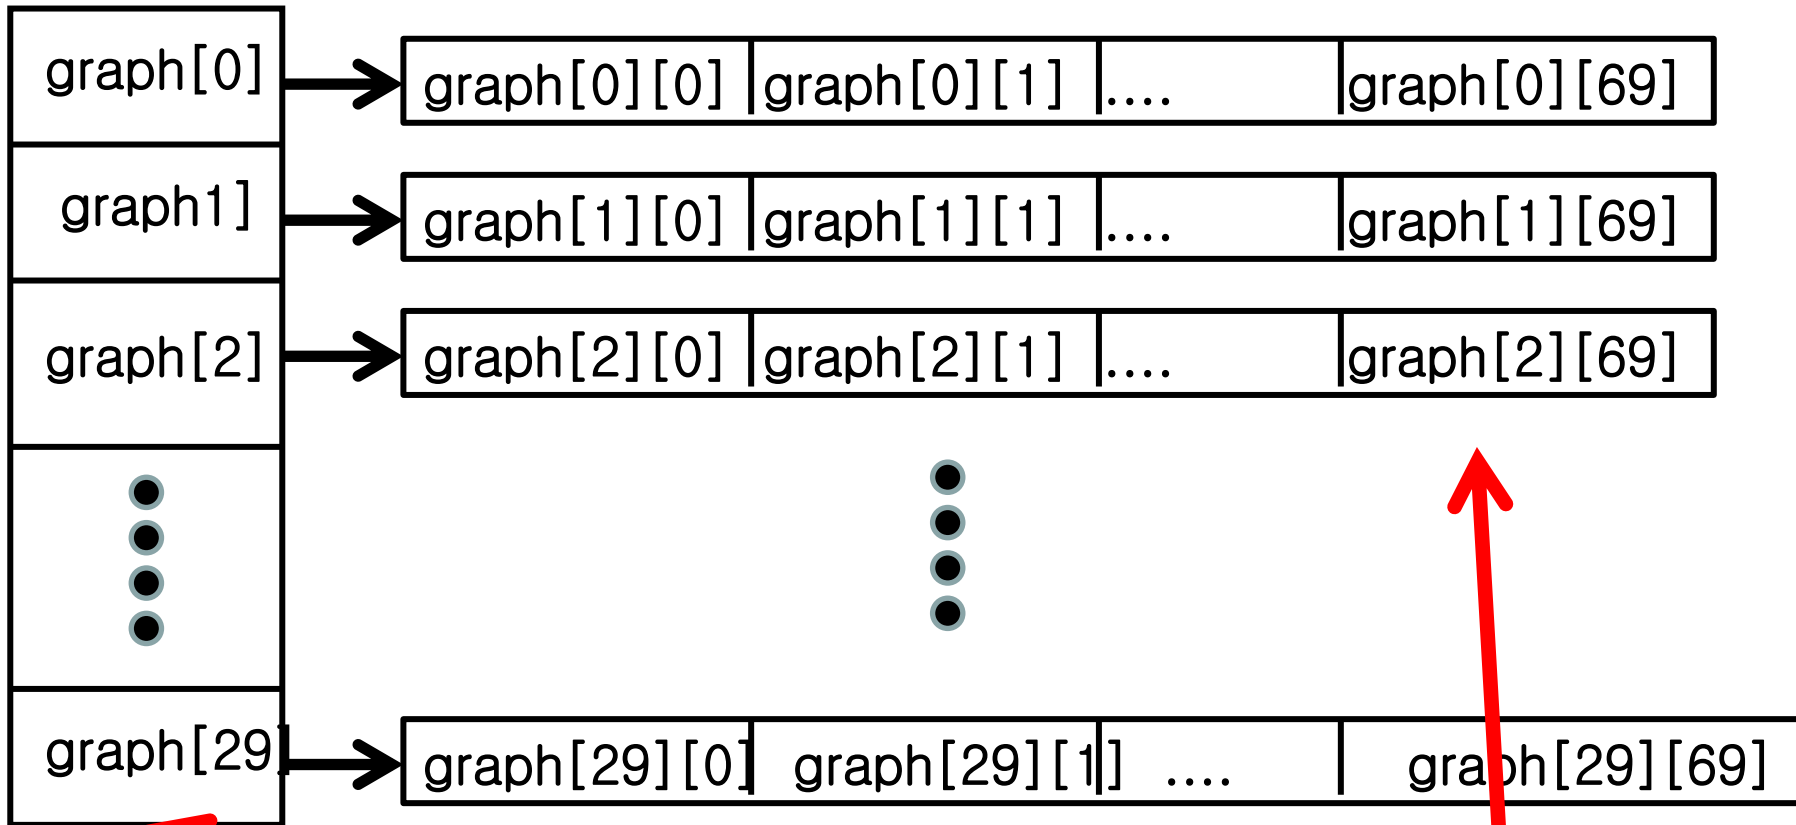 graph[0] graph[0][0] graph[0][1] .... graph[0][69]
graph1] graph[1][0] graph[1][1] .... graph[1][69]
graph[2] graph[2][0] graph[2][1] .... graph[2][69]
graph[29] graph[29][0] graph[29][1] .... graph[29][69]